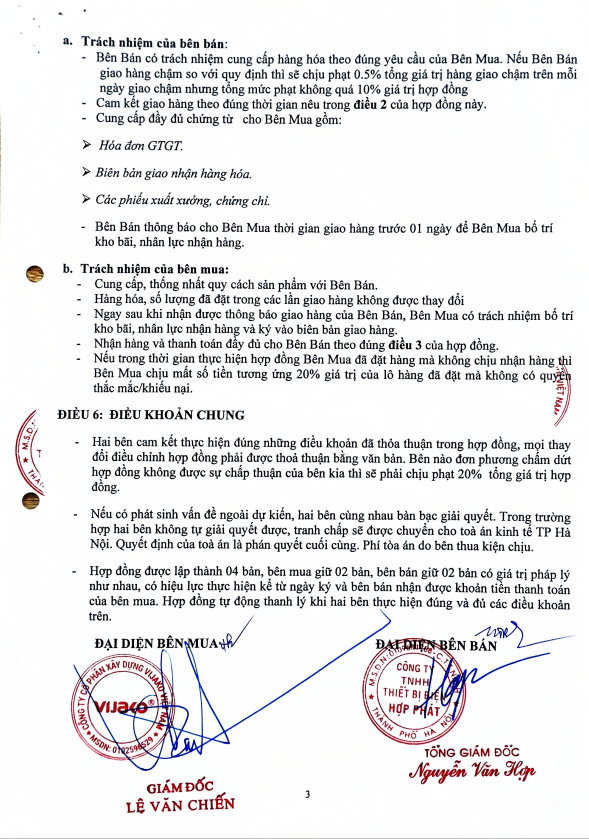 a. Trách nhiệm của bên bán:
- Bên Bán có trách nhiệm cung cấp hàng hóa theo đúng yêu cầu của Bên Mua. Nếu Bên Bán
giao hàng chậm so với quy định thì sẽ chịu phạt 0.5% tổng giá trị hàng giao chậm trên mỗi
ngày giao chậm nhưng tổng mức phạt không quá 10% giá trị hợp đồng
- Cam kết giao hàng theo đúng thời gian nêu trong điều 2 của hợp đồng này.
- Cung cấp đầy đủ chứng từ cho Bên Mua gồm:
➢ Hóa đơn GTGT.
➢ Biên bản giao nhận hàng hóa.
➢ Các phiếu xuất xưởng, chứng chỉ.
- Bên Bán thông báo cho Bên Mua thời gian giao hàng trước 01 ngày để Bên Mua bố trí
kho bãi, nhân lực nhận hàng.
b. Trách nhiệm của bên mua:
- Cung cấp, thống nhất quy cách sản phẩm với Bên Bán.
- Hàng hóa, số lượng đã đặt trong các lần giao hàng không được thay đổi
- Ngay sau khi nhận được thông báo giao hàng của Bên Bán, Bên Mua có trách nhiệm bố trí
kho bãi, nhân lực nhận hàng và ký vào biên bản giao hàng.
- Nhận hàng và thanh toán đầy đủ cho Bên Bán theo đúng điều 3 của hợp đồng.
- Nếu trong thời gian thực hiện hợp đồng Bên Mua đã đặt hàng mà không chịu nhận hàng thì
Bên Mua chịu mất số tiền tương ứng 20% giá trị của lô hàng đã đặt mà không có quyền
thắc mắc/khiếu nại.
VIỆT NAM
ĐIỀU 6: ĐIỀU KHOẢN CHUNG
M.S.D.N
- Hai bên cam kết thực hiện đúng những điều khoản đã thỏa thuận trong hợp đồng, mọi thay
đổi điều chỉnh hợp đồng phải được thoả thuận bằng văn bản. Bên nào đơn phương chấm dứt
hợp đồng không được sự chấp thuận của bên kia thì sẽ phải chịu phạt 20% tổng giá trị hợp
đồng.
- Nếu có phát sinh vấn đề ngoài dự kiến, hai bên cùng nhau bàn bạc giải quyết. Trong trường
hợp hai bên không tự giải quyết được, tranh chấp sẽ được chuyển cho toà án kinh tế TP Hà
Nội. Quyết định của toà án là phán quyết cuối cùng. Phí tòa án do bên thua kiện chịu.
- Hợp đồng được lập thành 04 bản, bên mua giữ 02 bản, bên bán giữ 02 bản có giá trị pháp lý
như nhau, có hiệu lực thực hiện kể từ ngày ký và bên bán nhận được khoản tiền thanh toán
của bên mua. Hợp đồng tự động thanh lý khi hai bên thực hiện đúng và đủ các điều khoản
trên.
ĐẠI DIỆN BÊN MUA
ĐẠI DIỆN BÊN BÁN
CÔNG TY CỔ PHẦN XÂY DỰNG VIJAKO VIỆT NAM
VIJAKO ®
MSDN: 0102590529
CÔNG TY
TNHH
THIẾT BỊ
HỢP PHÁT
THÀNH PHỐ HÀ NỘI
TỔNG GIÁM ĐỐC
Nguyễn Văn Hợp
GIÁM ĐỐC
LÊ VĂN CHIẾN
3